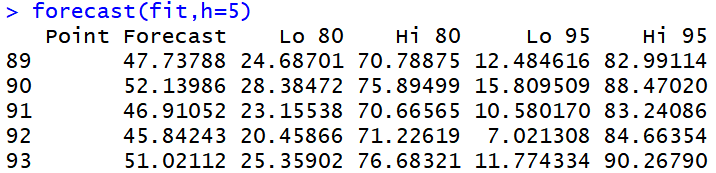 > forecast(fit,h=5)
Point Forecast Lo 80 Hi 80 Lo 95 Hi 95
89 47.73788 24.68701 70.78875 12.484616 82.99114
90 52.13986 28.38472 75.89499 15.809509 88.47020
91 46.91052 23.15538 70.66565 10.580170 83.24086
92 45.84243 20.45866 71.22619 7.021308 84.66354
93 51.02112 25.35902 76.68321 11.774334 90.26790